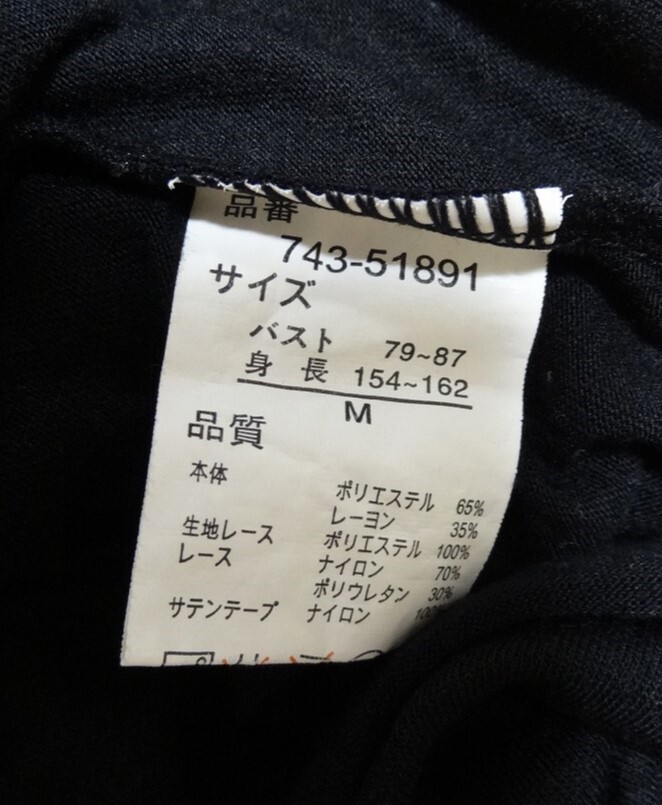 品番
743-51891
サイズ
バスト 79~87
身長 154~162
M
品質
本体 ポリエステル 65%
レーヨン 35%
生地レース ポリエステル 100%
レース ナイロン 70%
ポリウレタン 30%
サテンテープ ナイロン 100%